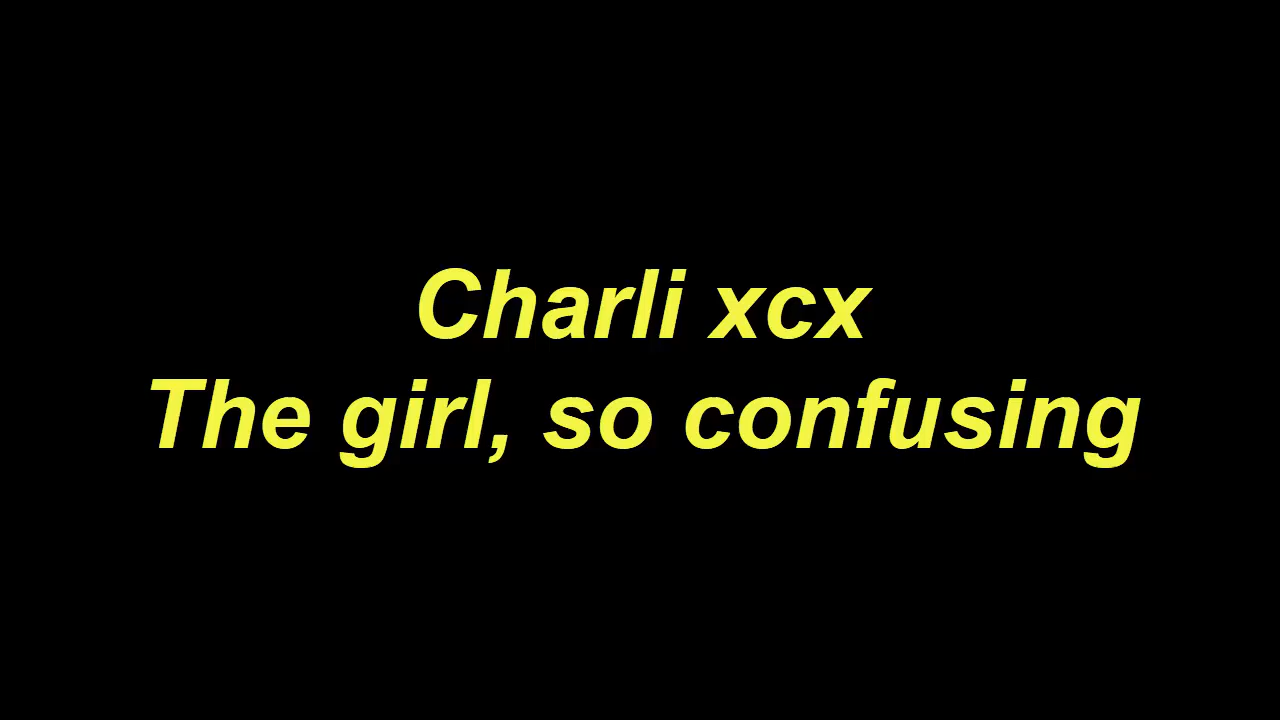 Charli xcx
The girl, so confusing